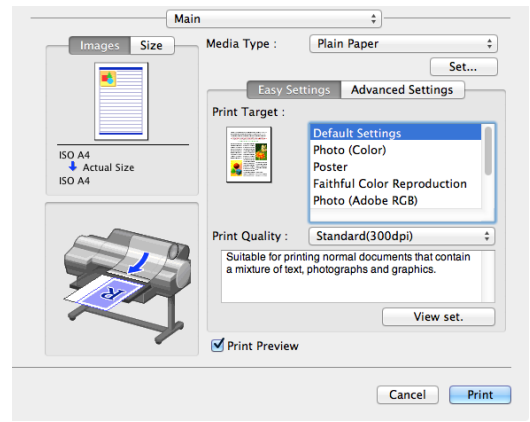 Main
Images Size
Media Type : Plain Paper
Set...
Easy Settings Advanced Settings
Print Target :
Default Settings
Photo (Color)
Poster
Faithful Color Reproduction
Photo (Adobe RGB)
ISO A4
Actual Size
ISO A4
Print Quality : Standard(300dpi)
Suitable for printing normal documents that contain
a mixture of text, photographs and graphics.
R
View set.
Print Preview
Cancel Print